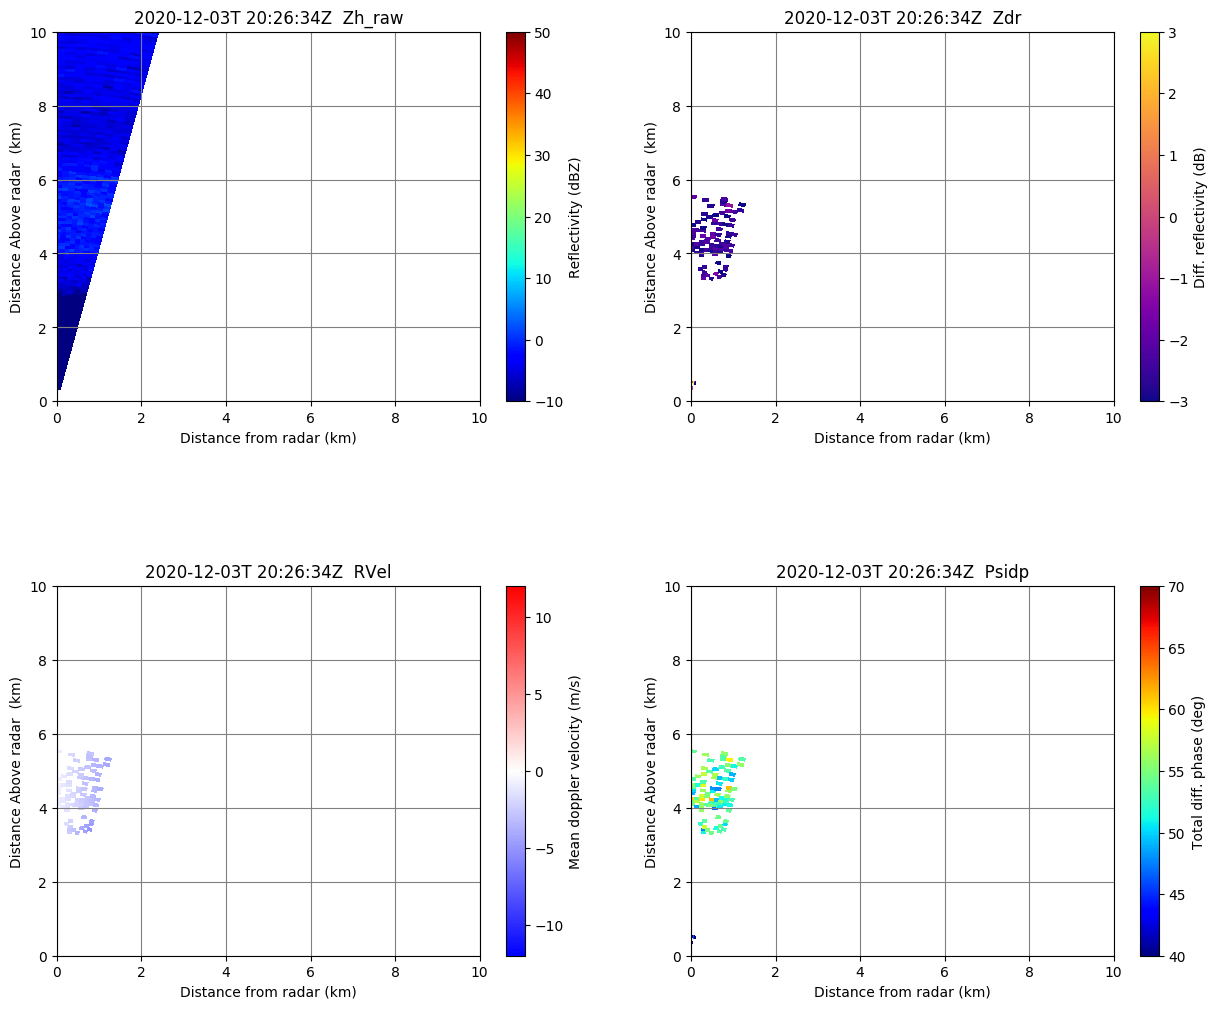 2020-12-03T 20:26:34Z  Zh_raw
10
8
6
4
2
0
Distance Above radar  (km)
0 2 4 6 8 10
Distance from radar (km)
50
40
30
20
10
0
−10
Reflectivity (dBZ)
2020-12-03T 20:26:34Z  Zdr
10
8
6
4
2
0
Distance Above radar  (km)
0 2 4 6 8 10
Distance from radar (km)
3
2
1
0
−1
−2
−3
Diff. reflectivity (dB)
2020-12-03T 20:26:34Z  RVel
10
8
6
4
2
0
Distance Above radar  (km)
0 2 4 6 8 10
Distance from radar (km)
10
5
0
−5
−10
Mean doppler velocity (m/s)
2020-12-03T 20:26:34Z  Psidp
10
8
6
4
2
0
Distance Above radar  (km)
0 2 4 6 8 10
Distance from radar (km)
70
65
60
55
50
45
40
Total diff. phase (deg)